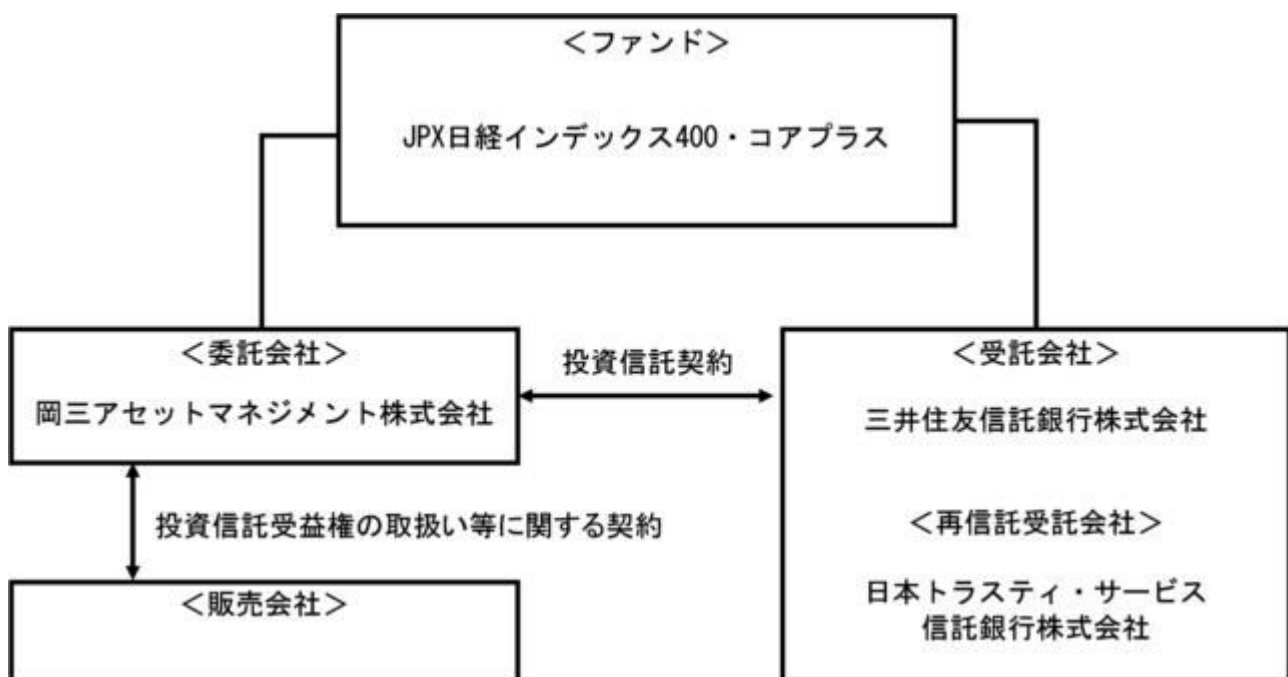 ＜ファンド＞
JPX日経インデックス400・コアプラス
＜委託会社＞
岡三アセットマネジメント株式会社
投資信託契約
＜受託会社＞
三井住友信託銀行株式会社
＜再信託受託会社＞
日本トラスティ・サービス
信託銀行株式会社
投資信託受益権の取扱い等に関する契約
＜販売会社＞